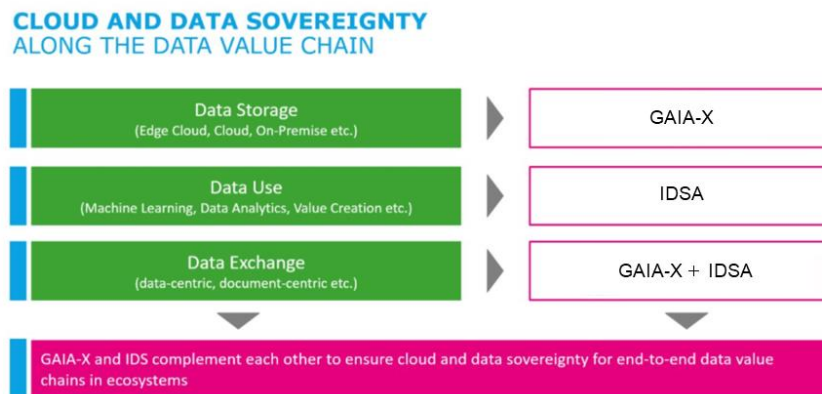 CLOUD AND DATA SOVEREIGNTY
ALONG THE DATA VALUE CHAIN
Data Storage
(Edge Cloud, Cloud, On-Premise etc.)
GAIA-X
Data Use
(Machine Learning, Data Analytics, Value Creation etc.)
IDSA
Data Exchange
(data-centric, document-centric etc.)
GAIA-X + IDSA
GAIA-X and IDS complement each other to ensure cloud and data sovereignty for end-to-end data value
chains in ecosystems